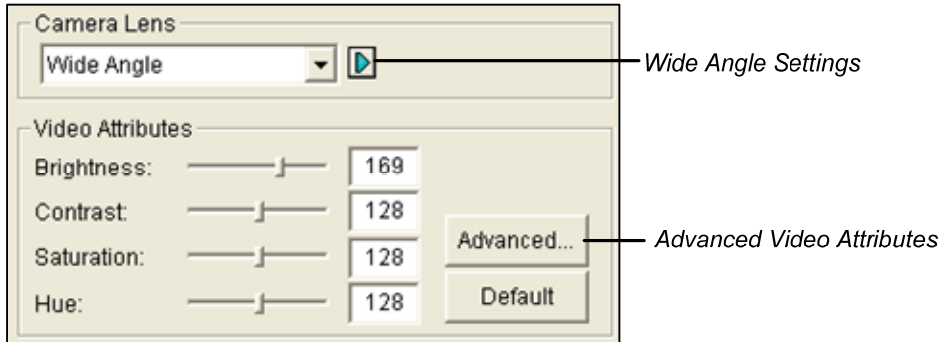 Camera Lens
Wide Angle
Wide Angle Settings
Video Attributes
Brightness: 169
Contrast: 128
Saturation: 128
Hue: 128
Advanced...
Advanced Video Attributes
Default